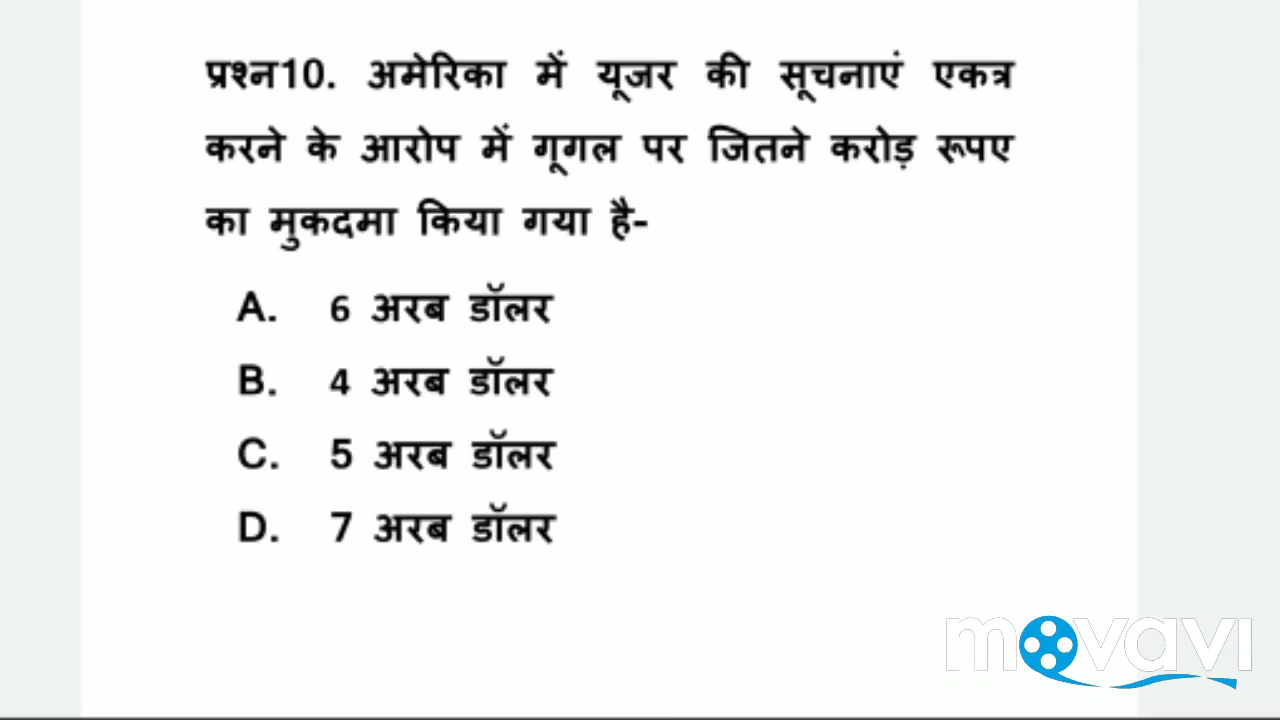 प्रश्न10. अमेरिका में यूजर की सूचनाएं एकत्र
करने के आरोप में गूगल पर जितने करोड़ रूपए
का मुकदमा किया गया है-
A. 6 अरब डॉलर
B. 4 अरब डॉलर
C. 5 अरब डॉलर
D. 7 अरब डॉलर
movavi